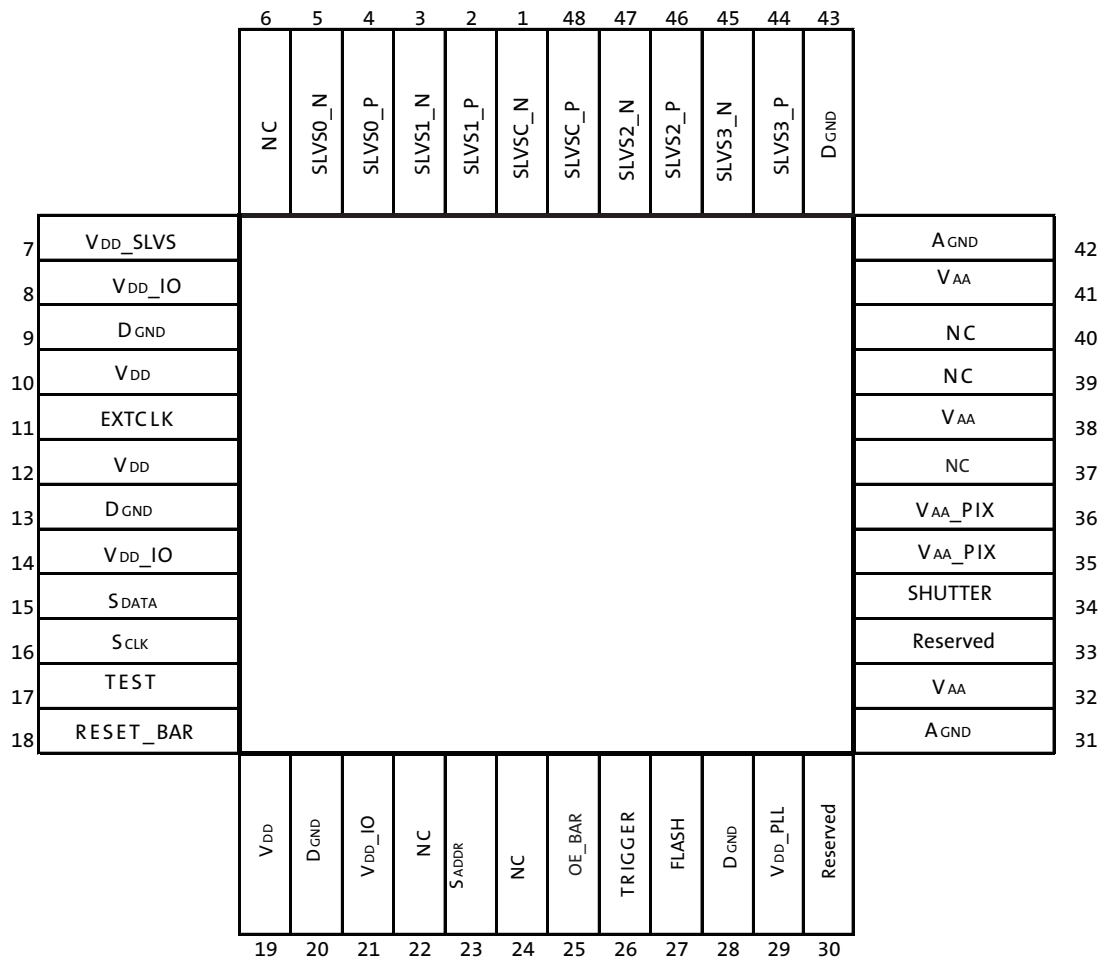 6 5 4 3 2 1 48 47 46 45 44 43
NC
SLVS0_N
SLVS0_P
SLVS1_N
SLVS1_P
SLVSC_N
SLVSC_P
SLVS2_N
SLVS2_P
SLVS3_N
SLVS3_P
DGND
7 VDD_SLVS
8 VDD_IO
9 DGND
10 VDD
11 EXTCLK
12 VDD
13 DGND
14 VDD_IO
15 SDATA
16 SCLK
17 TEST
18 RESET_BAR
AGND 42
VAA 41
NC 40
NC 39
VAA 38
NC 37
VAA_PIX 36
VAA_PIX 35
SHUTTER 34
Reserved 33
VAA 32
AGND 31
VDD
DGND
VDD_IO
NC
SADDR
NC
OE_BAR
TRIGGER
FLASH
DGND
VDD_PLL
Reserved
19 20 21 22 23 24 25 26 27 28 29 30